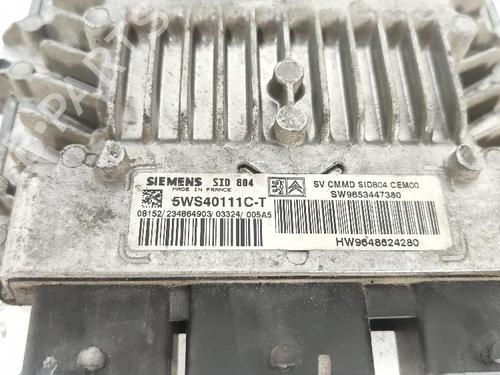 SIEMENS SID 804
MADE IN FRANCE
5WS40111C-T
08152/234864903/03324/005A5
SV CMMD SID804 CEM00
SW9653447380
HW9648624280